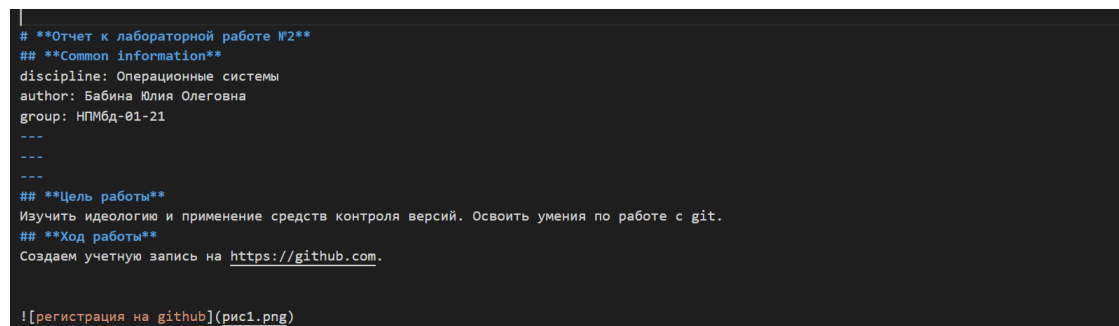 # **Отчет к лабораторной работе №2**
## **Common information**
discipline: Операционные системы
author: Бабина Юлия Олеговна
group: НПМбд-01-21
---
---
---
## **Цель работы**
Изучить идеологию и применение средств контроля версий. Освоить умения по работе с git.
## **Ход работы**
Создаем учетную запись на https://github.com.
![регистрация на github](рис1.png)